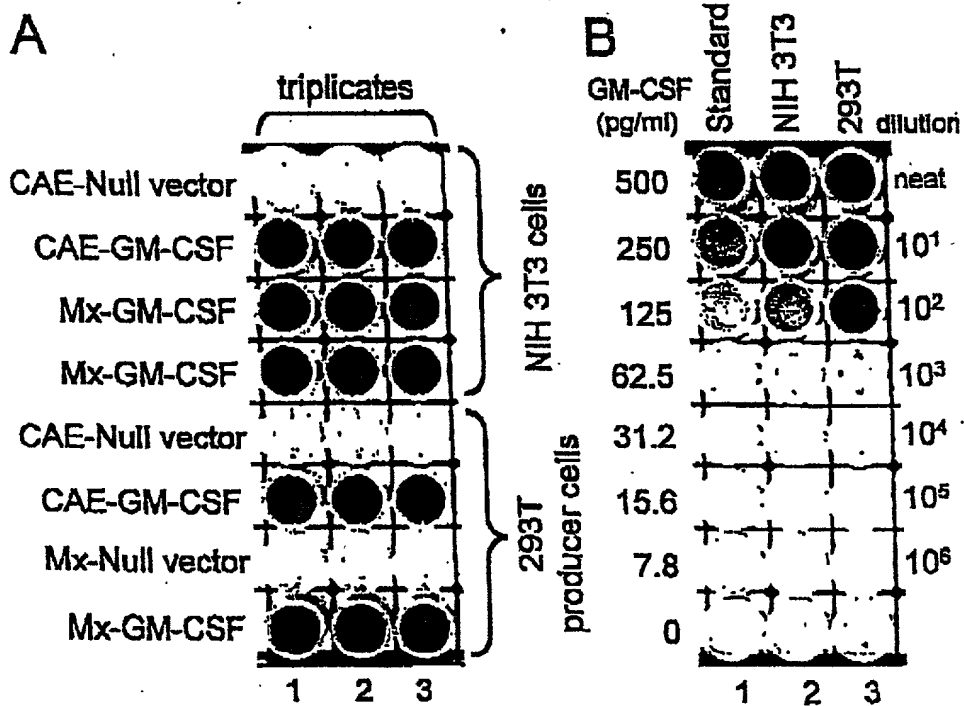 A
triplicates
CAE-Null vector
CAE-GM-CSF
Mx-GM-CSF
Mx-GM-CSF
CAE-Null vector
CAE-GM-CSF
Mx-Null vector
Mx-GM-CSF
NIH 3T3 cells
293T
producer cells
1 2 3
B
GM-CSF
(pg/ml)
Standard
NIH 3T3
293T
dilution
500 neat
250 10¹
125 10²
62.5 10³
31.2 10⁴
15.6 10⁵
7.8 10⁶
0
1 2 3